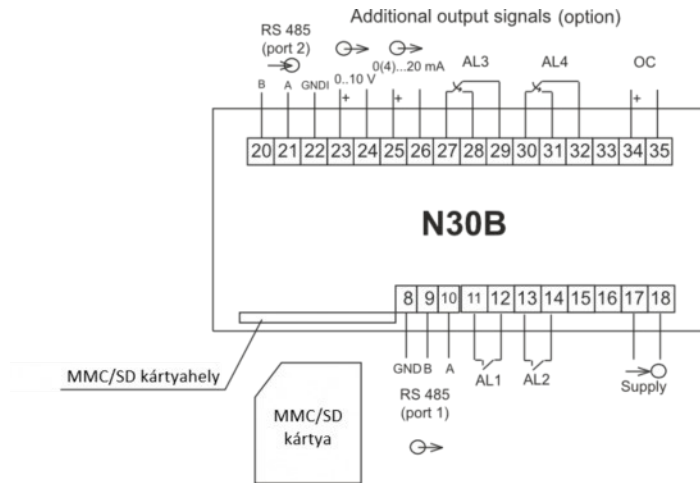 Additional output signals (option)
RS 485
(port 2)
0..10 V
0(4)...20 mA
AL3
AL4
OC
B A GNDI
+ + +
20 21 22 23 24 25 26 27 28 29 30 31 32 33 34 35
N30B
8 9 10 11 12 13 14 15 16 17 18
GND B A
AL1
AL2
Supply
RS 485
(port 1)
MMC/SD kártyahely
MMC/SD
kártya